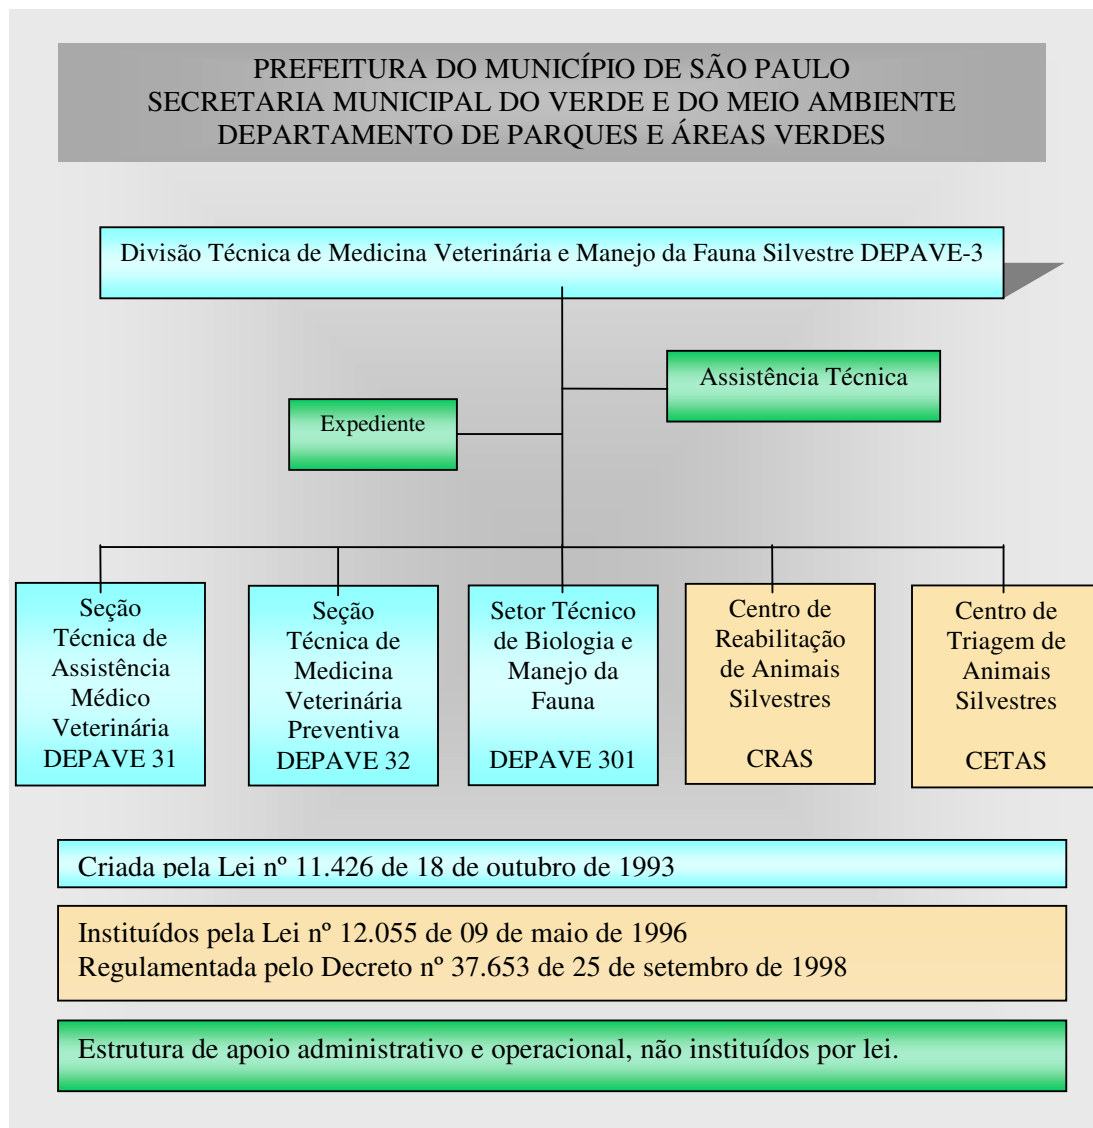 PREFEITURA DO MUNICÍPIO DE SÃO PAULO
SECRETARIA MUNICIPAL DO VERDE E DO MEIO AMBIENTE
DEPARTAMENTO DE PARQUES E ÁREAS VERDES
Divisão Técnica de Medicina Veterinária e Manejo da Fauna Silvestre DEPAVE-3
Assistência Técnica
Expediente
Seção
Técnica de
Assistência
Médico
Veterinária
DEPAVE 31
Seção
Técnica de
Medicina
Veterinária
Preventiva
DEPAVE 32
Setor Técnico
de Biologia e
Manejo da
Fauna
DEPAVE 301
Centro de
Reabilitação
de Animais
Silvestres
CRAS
Centro de
Triagem de
Animais
Silvestres
CETAS
Criada pela Lei nº 11.426 de 18 de outubro de 1993
Instituídos pela Lei nº 12.055 de 09 de maio de 1996
Regulamentada pelo Decreto nº 37.653 de 25 de setembro de 1998
Estrutura de apoio administrativo e operacional, não instituídos por lei.